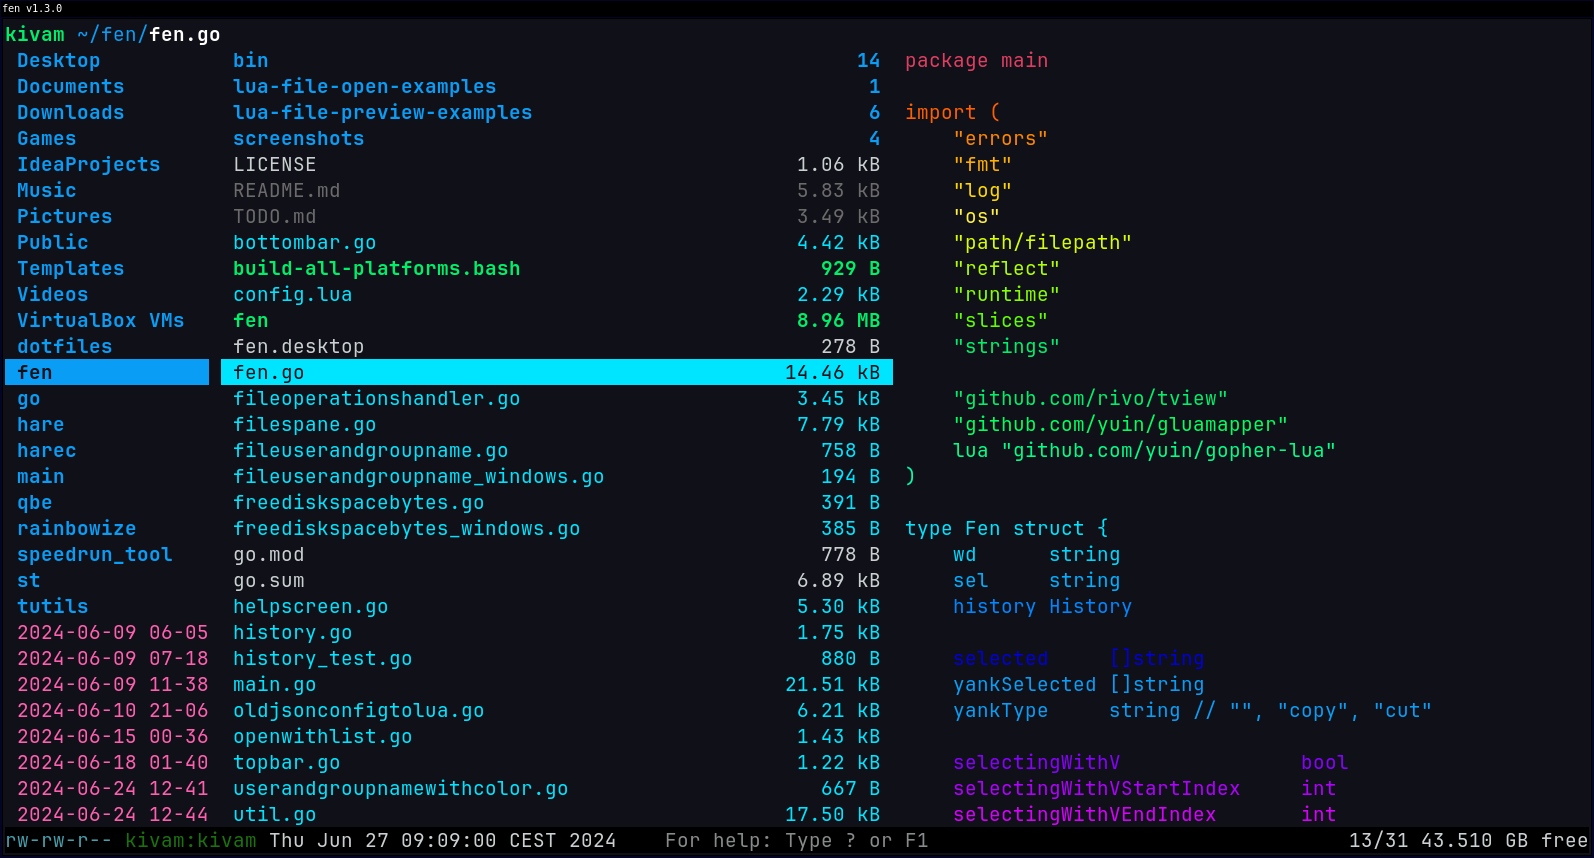 fen v1.3.0
kivam ~/fen/fen.go
Desktop bin 14 package main
Documents lua-file-open-examples 1
Downloads lua-file-preview-examples 6 import (
Games screenshots 4 "errors"
IdeaProjects LICENSE 1.06 kB "fmt"
Music README.md 5.83 kB "log"
Pictures TODO.md 3.49 kB "os"
Public bottombar.go 4.42 kB "path/filepath"
Templates build-all-platforms.bash 929 B "reflect"
Videos config.lua 2.29 kB "runtime"
VirtualBox VMs fen 8.96 MB "slices"
dotfiles fen.desktop 278 B "strings"
fen fen.go 14.46 kB
go fileoperationshandler.go 3.45 kB "github.com/rivo/tview"
hare filespane.go 7.79 kB "github.com/yuin/gluamapper"
harec fileuserandgroupname.go 758 B lua "github.com/yuin/gopher-lua"
main fileuserandgroupname_windows.go 194 B )
qbe freediskspacebytes.go 391 B
rainbowize freediskspacebytes_windows.go 385 B type Fen struct {
speedrun_tool go.mod 778 B wd string
st go.sum 6.89 kB sel string
tutils helpscreen.go 5.30 kB history History
2024-06-09 06-05 history.go 1.75 kB
2024-06-09 07-18 history_test.go 880 B selected []string
2024-06-09 11-38 main.go 21.51 kB yankSelected []string
2024-06-10 21-06 oldjsonconfigtolua.go 6.21 kB yankType string // "", "copy", "cut"
2024-06-15 00-36 openwithlist.go 1.43 kB
2024-06-18 01-40 topbar.go 1.22 kB selectingWithV bool
2024-06-24 12-41 userandgroupnamewithcolor.go 667 B selectingWithVStartIndex int
2024-06-24 12-44 util.go 17.50 kB selectingWithVEndIndex int
rw-rw-r-- kivam:kivam Thu Jun 27 09:09:00 CEST 2024 For help: Type ? or F1 13/31 43.510 GB free